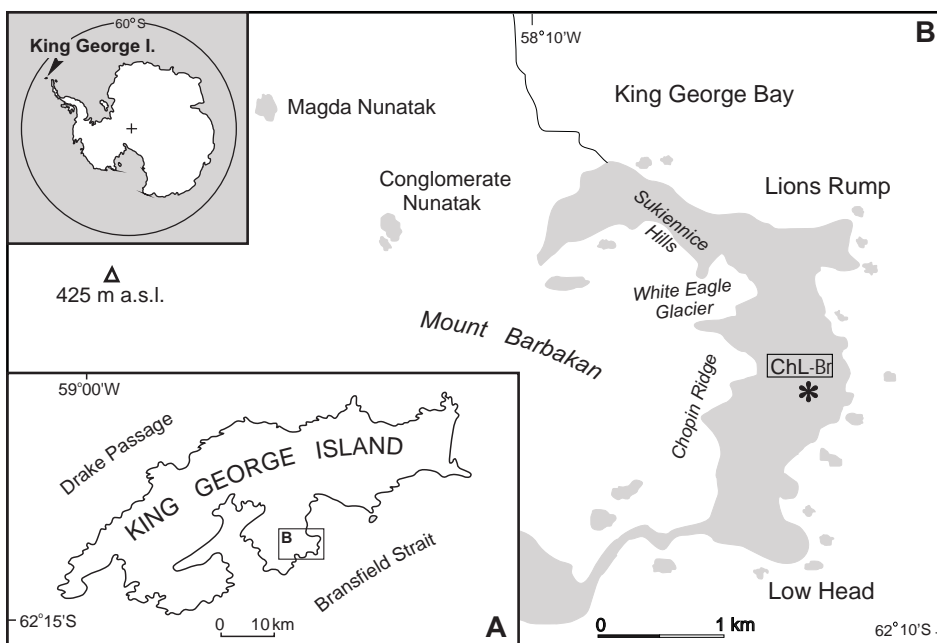 60°S
King George I.
58°10'W
B
King George Bay
Magda Nunatak
Conglomerate
Nunatak
Lions Rump
Sukiennice
Hills
425 m a.s.l.
White Eagle
Glacier
Mount Barbakan
ChL-Br
*
Chopin Ridge
59°00'W
Drake Passage
KING GEORGE ISLAND
B
Bransfield Strait
Low Head
62°15'S
0 10 km
A
0 1 km
62°10'S